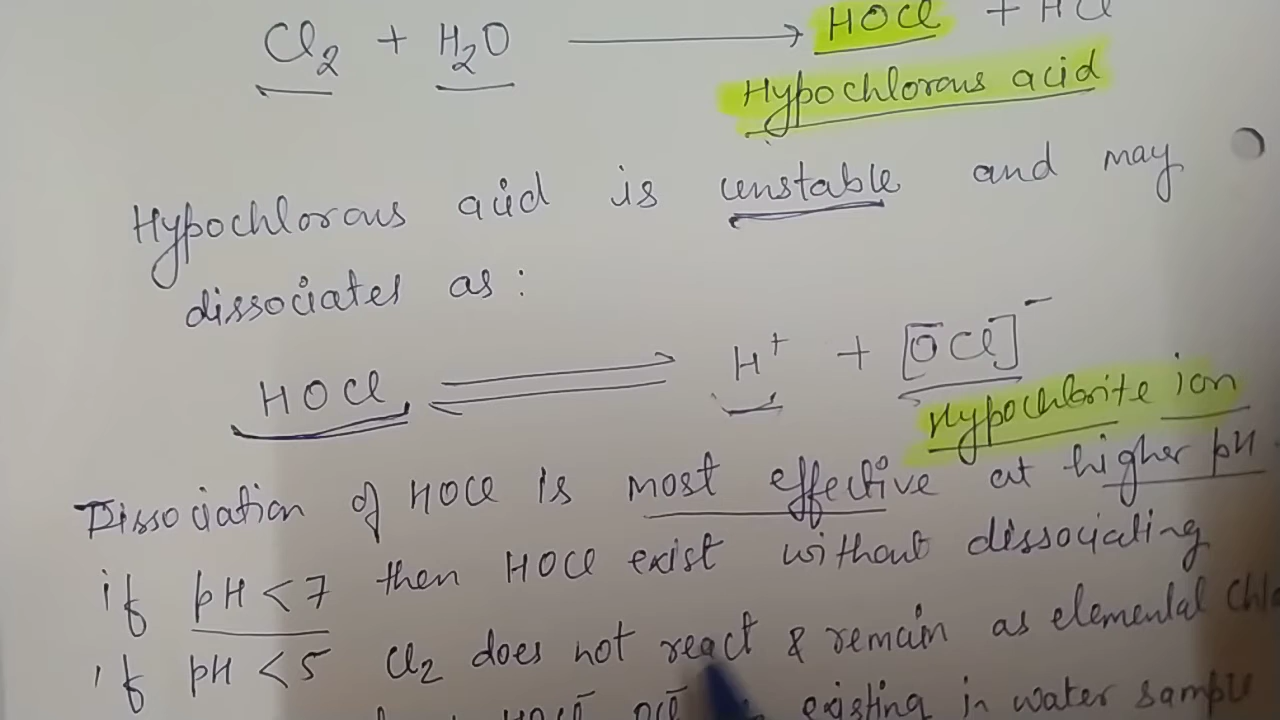 Cl₂ + H₂O ⟶ HOCl + HCl
Hypochlorous acid
Hypochlorous acid is unstable and may
dissociates as :
HOCl ⇌ H⁺ + [OCl]⁻
Hypochlorite ion
Dissociation of HOCl is most effective at higher pH
if pH < 7 then HOCl exist without dissociating
if pH < 5 Cl₂ does not react & remain as elemental
existing in water sample